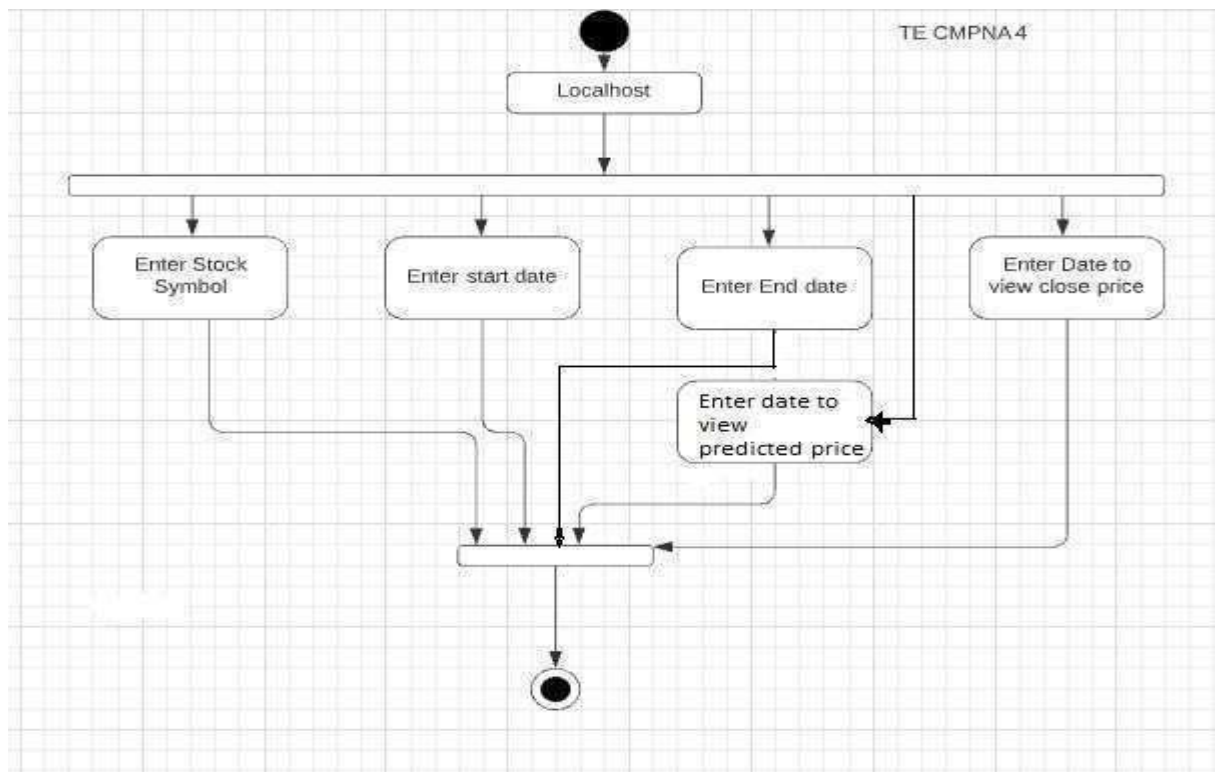 TE CMPNA 4
Localhost
Enter Stock
Symbol
Enter start date
Enter End date
Enter Date to
view close price
Enter date to
view
predicted price